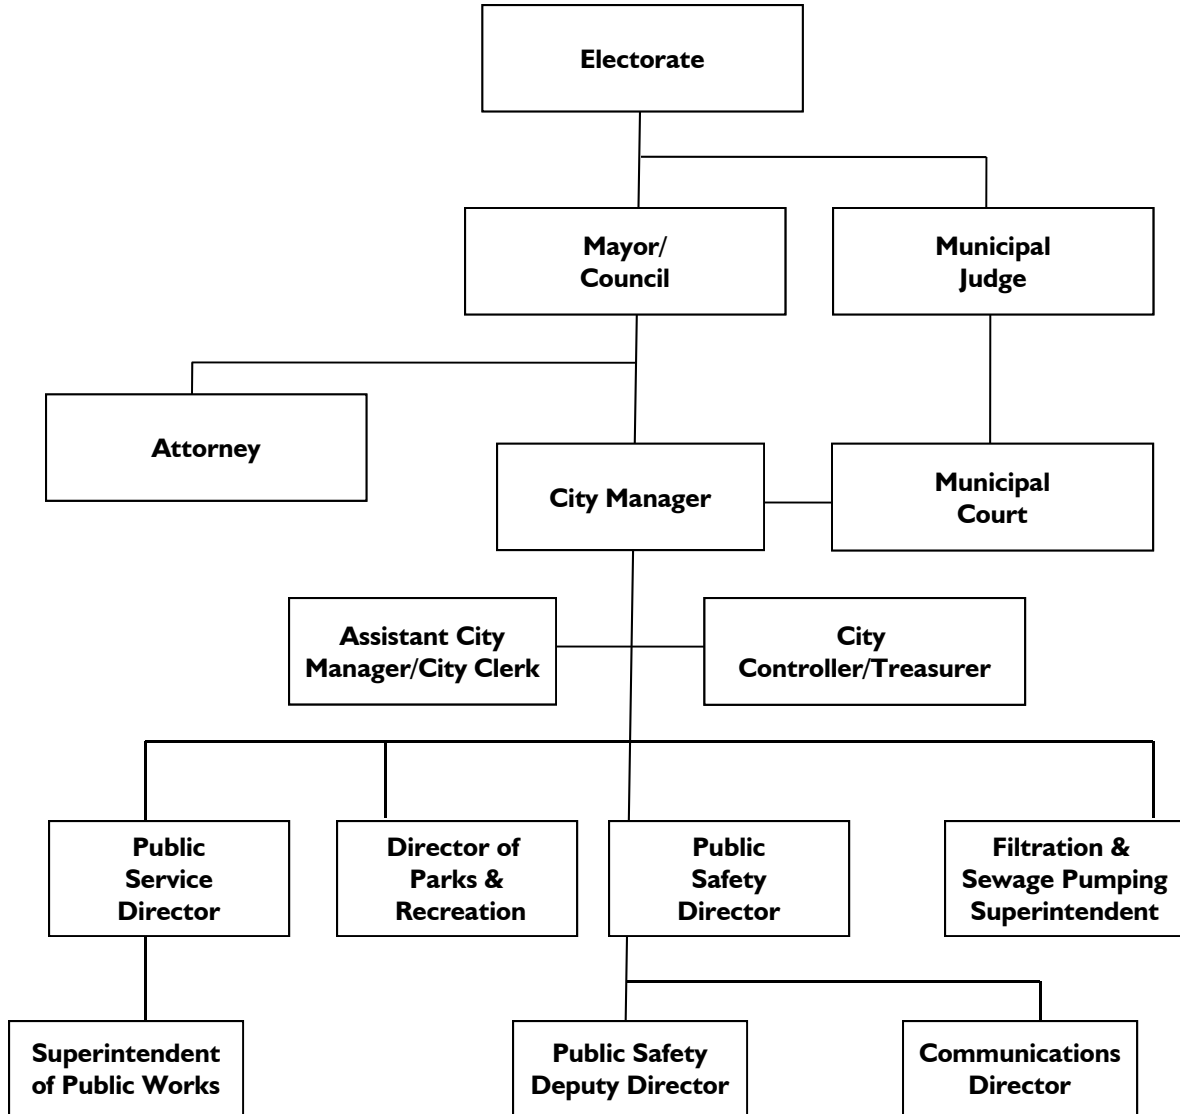 Electorate
Mayor/
Council
Municipal
Judge
Attorney
City Manager
Municipal
Court
Assistant City
Manager/City Clerk
City
Controller/Treasurer
Public
Service
Director
Director of
Parks &
Recreation
Public
Safety
Director
Filtration &
Sewage Pumping
Superintendent
Superintendent
of Public Works
Public Safety
Deputy Director
Communications
Director